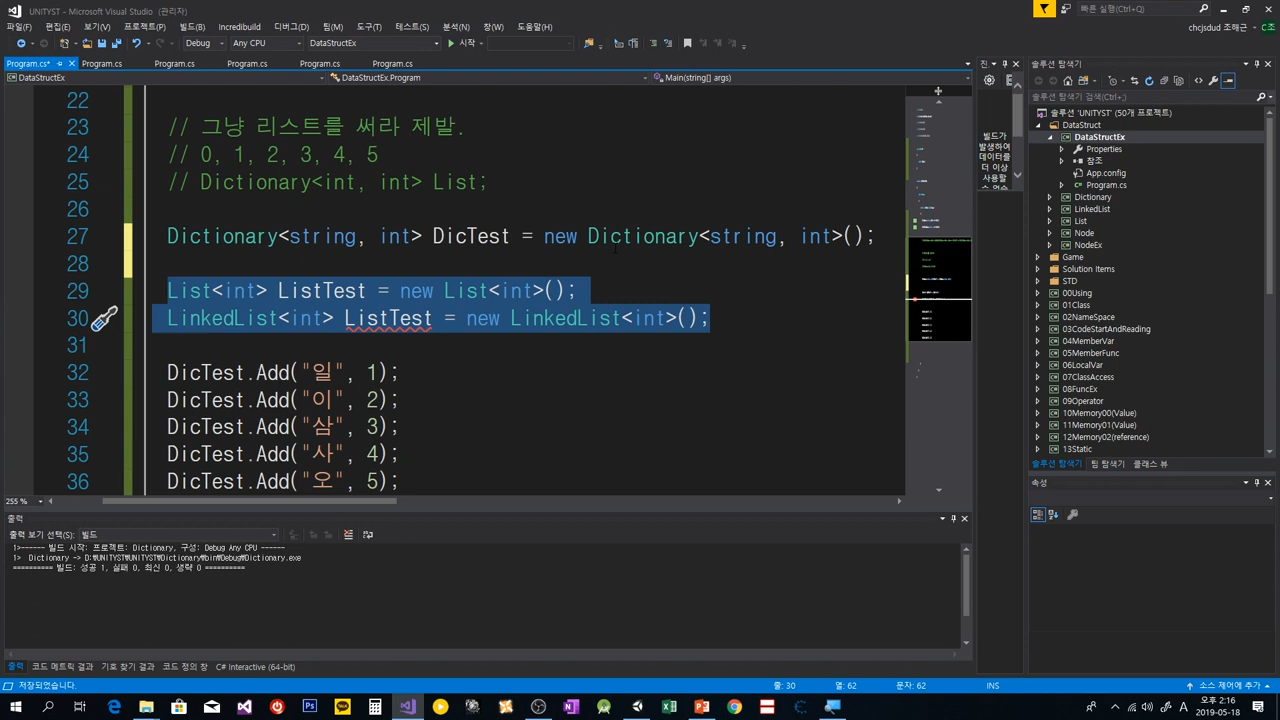 UNITYST - Microsoft Visual Studio (관리자)
빠른 실행(Ctrl+Q)
파일(F) 편집(E) 보기(V) 프로젝트(P) 빌드(B) Incredibuild 디버그(D) 팀(M) 도구(T) 테스트(S) 분석(N) 창(W) 도움말(H)
chcjsdud 조해근
Debug Any CPU DataStructEx 시작
Program.cs* Program.cs Program.cs Program.cs Program.cs Program.cs
DataStructEx DataStructEx.Program Main(string[] args)
22
23 // 그냥 리스트를 써라 제발.
24 // 0, 1, 2, 3, 4, 5
25 // Dictionary<int, int> List;
26
27 Dictionary<string, int> DicTest = new Dictionary<string, int>();
28
29 List<int> ListTest = new List<int>();
30 LinkedList<int> ListTest = new LinkedList<int>();
31
32 DicTest.Add("일", 1);
33 DicTest.Add("이", 2);
34 DicTest.Add("삼", 3);
35 DicTest.Add("사", 4);
36 DicTest.Add("오", 5);
255 %
진
빌드가
발생하여
데이터를
더 이상
사용할
솔루션 탐색기
솔루션 탐색기 검색(Ctrl+;)
솔루션 'UNITYST' (50개 프로젝트)
DataStruct
DataStructEx
Properties
참조
App.config
Program.cs
Dictionary
LinkedList
List
Node
NodeEx
Game
Solution Items
STD
00Using
01Class
02NameSpace
03CodeStartAndReading
04MemberVar
05MemberFunc
06LocalVar
07ClassAccess
08FuncEx
09Operator
10Memory00(Value)
11Memory01(Value)
12Memory02(reference)
13Static
솔루션 탐색기 팀 탐색기 클래스 뷰
속성
출력
출력 보기 선택(S): 빌드
1>------ 빌드 시작: 프로젝트: Dictionary, 구성: Debug Any CPU ------
1> Dictionary -> D:₩UNITYST₩UNITYST₩Dictionary₩bin₩Debug₩Dictionary.exe
========== 빌드: 성공 1, 실패 0, 최신 0, 생략 0 ==========
출력 코드 메트릭 결과 기호 찾기 결과 코드 정의 창 C# Interactive (64-bit)
저장되었습니다. 줄: 30 열: 62 문자: 62 INS 소스 제어에 추가
오후 2:16
2019-05-18